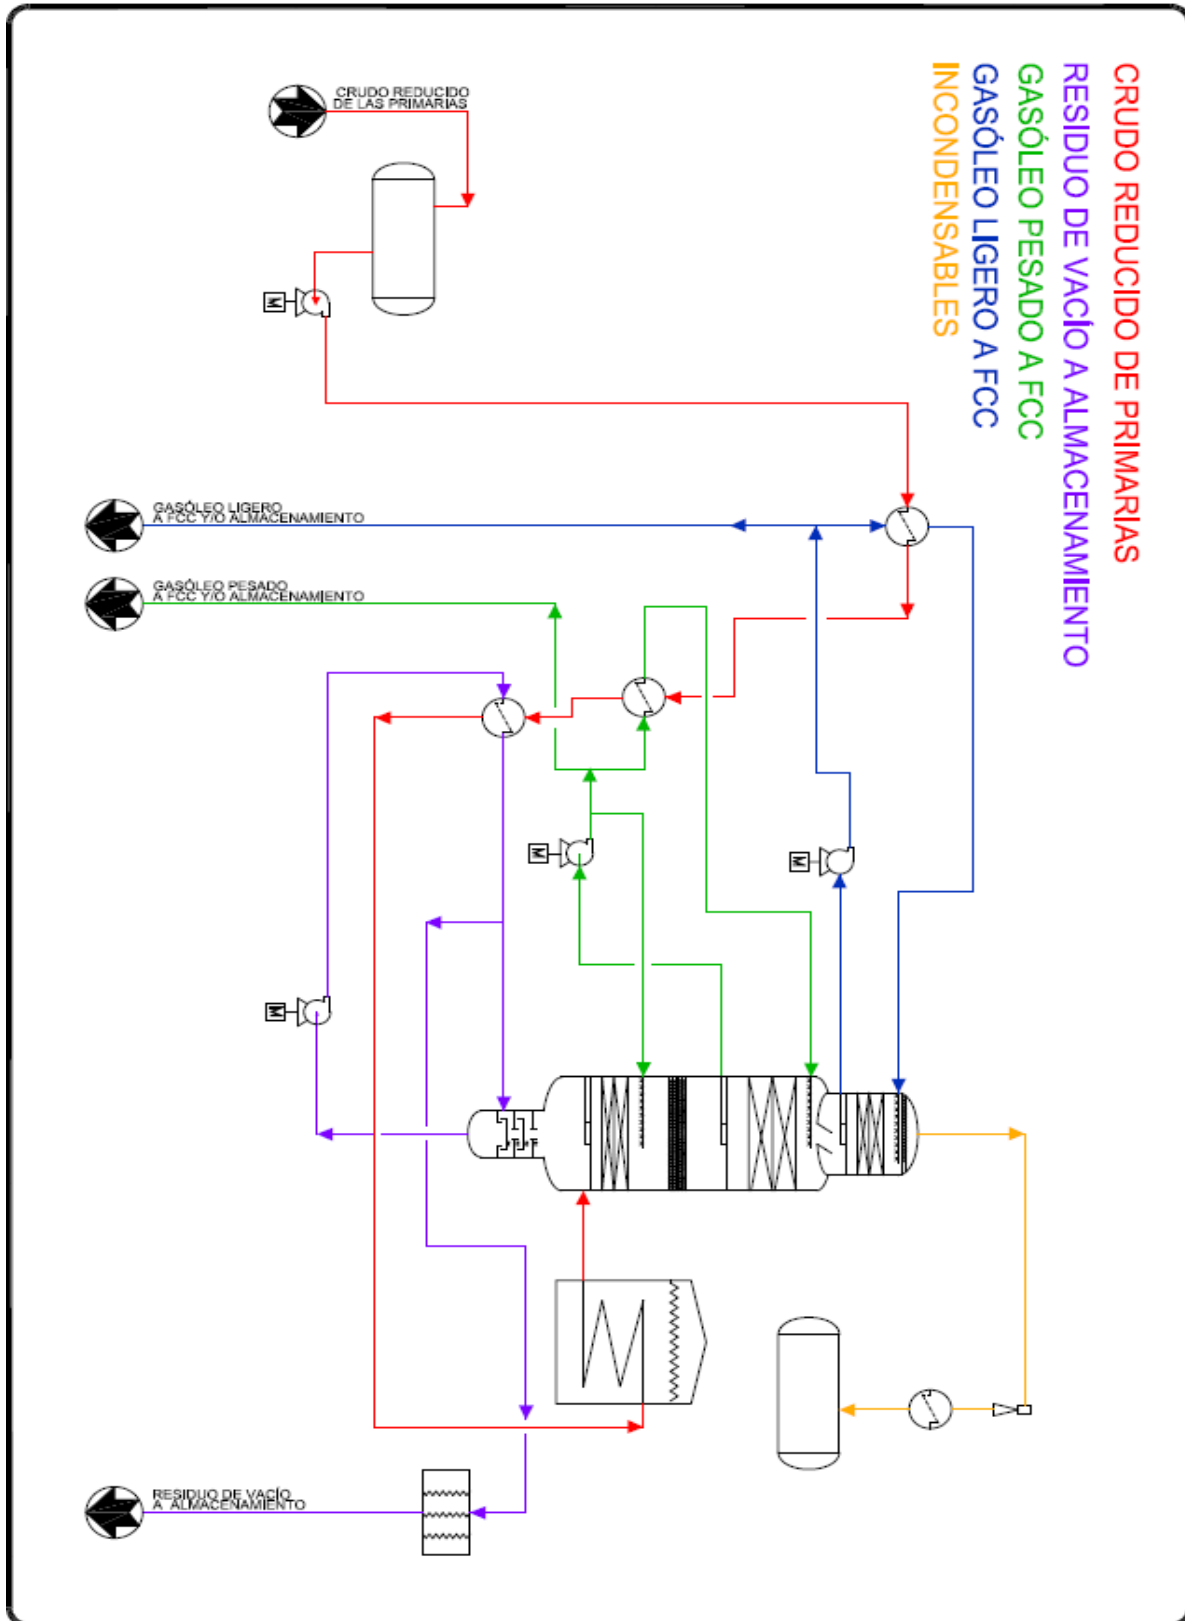 CRUDO REDUCIDO DE PRIMARIAS
RESIDUO DE VACÍO A ALMACENAMIENTO
GASÓLEO PESADO A FCC
GASÓLEO LIGERO A FCC
INCONDENSABLES
CRUDO REDUCIDO
DE LAS PRIMARIAS
M
GASÓLEO LIGERO
A FCC Y/O ALMACENAMIENTO
GASÓLEO PESADO
A FCC Y/O ALMACENAMIENTO
M
M
M
RESIDUO DE VACÍO
A ALMACENAMIENTO